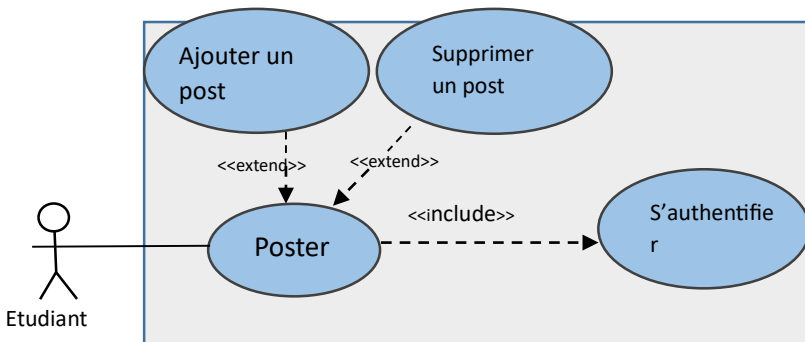 Ajouter un
post
Supprimer
un post
<<extend>>
<<extend>>
<<include>>
Poster
S'authentifie
r
Etudiant